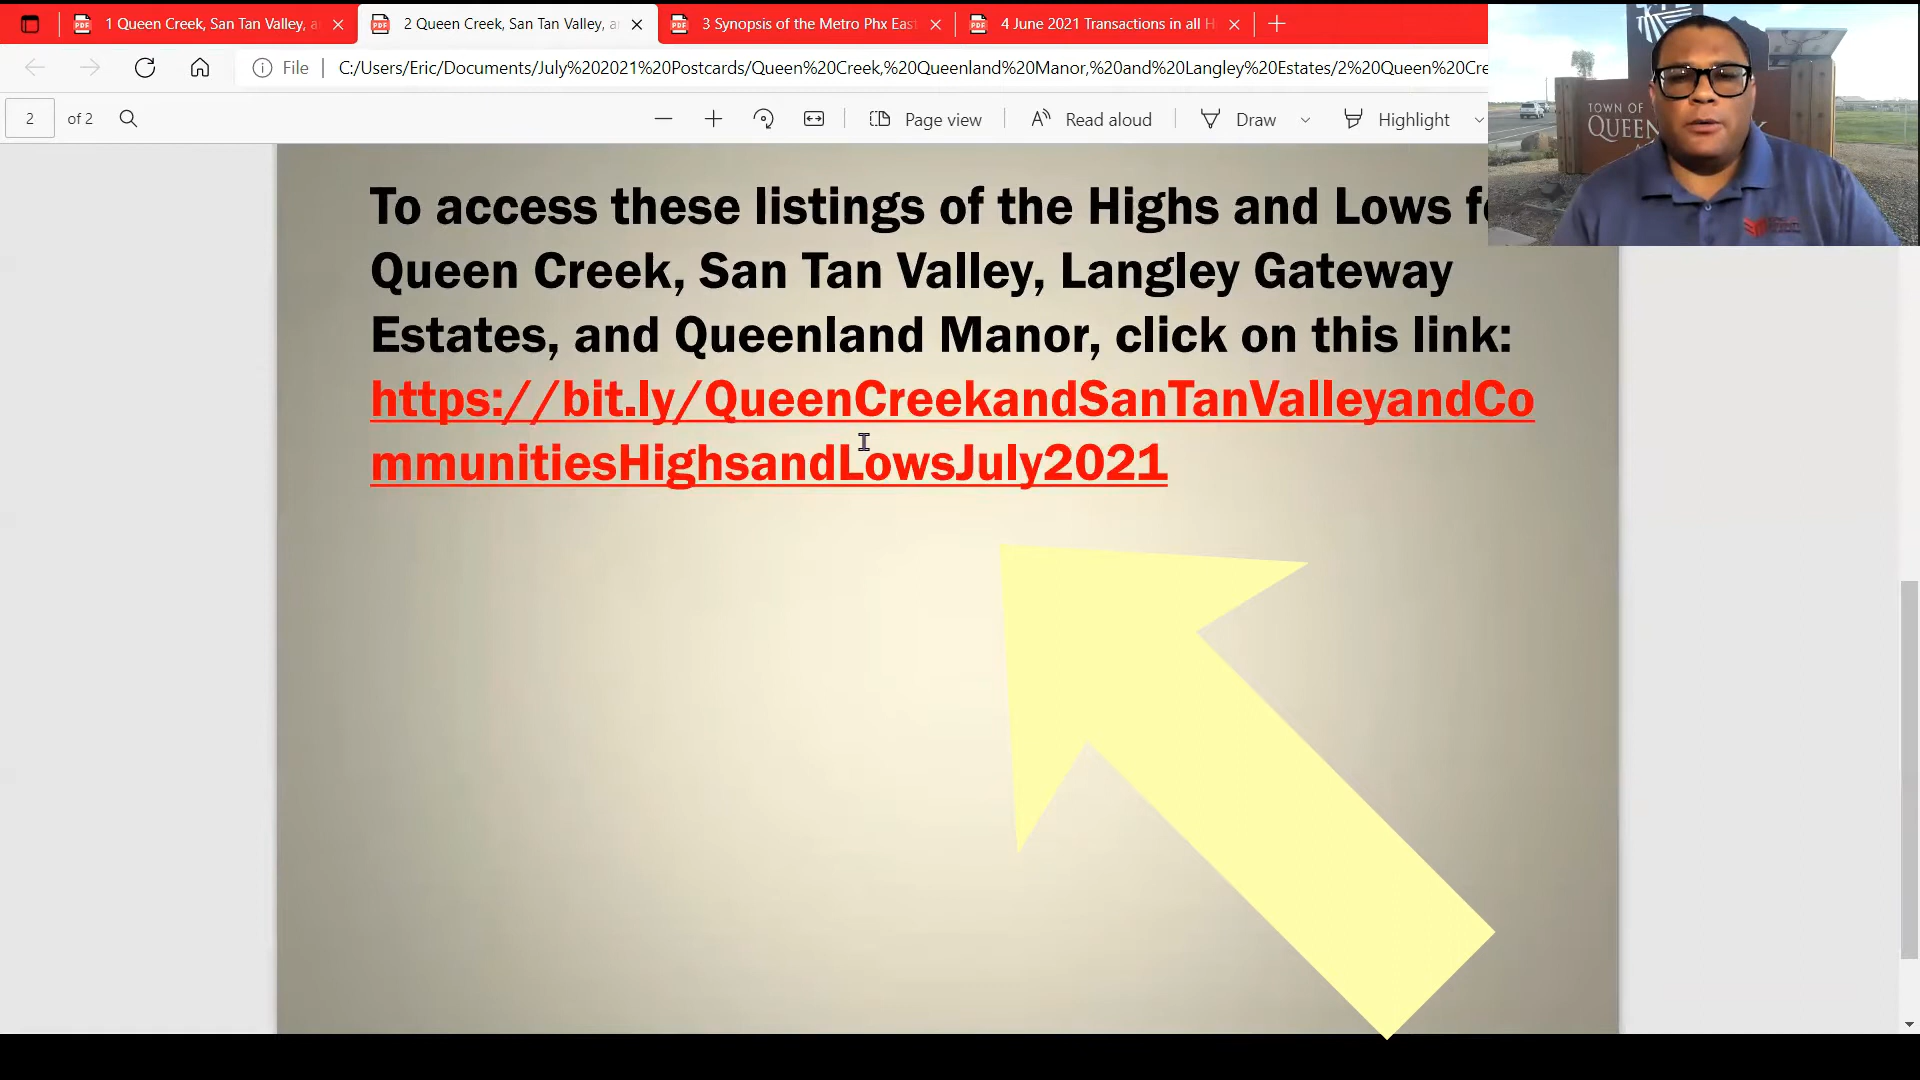 1 Queen Creek, San Tan Valley, a
2 Queen Creek, San Tan Valley, a
3 Synopsis of the Metro Phx East
4 June 2021 Transactions in all H
File
C:/Users/Eric/Documents/July%202021%20Postcards/Queen%20Creek,%20Queenland%20Manor,%20and%20Langley%20Estates/2%20Queen%20Cre
2 of 2
Page view
Read aloud
Draw
Highlight
TOWN OF
QUEEN
To access these listings of the Highs and Lows
Queen Creek, San Tan Valley, Langley Gateway
Estates, and Queenland Manor, click on this link:
https://bit.ly/QueenCreekandSanTanValleyandCo
mmunitiesHighsandLowsJuly2021